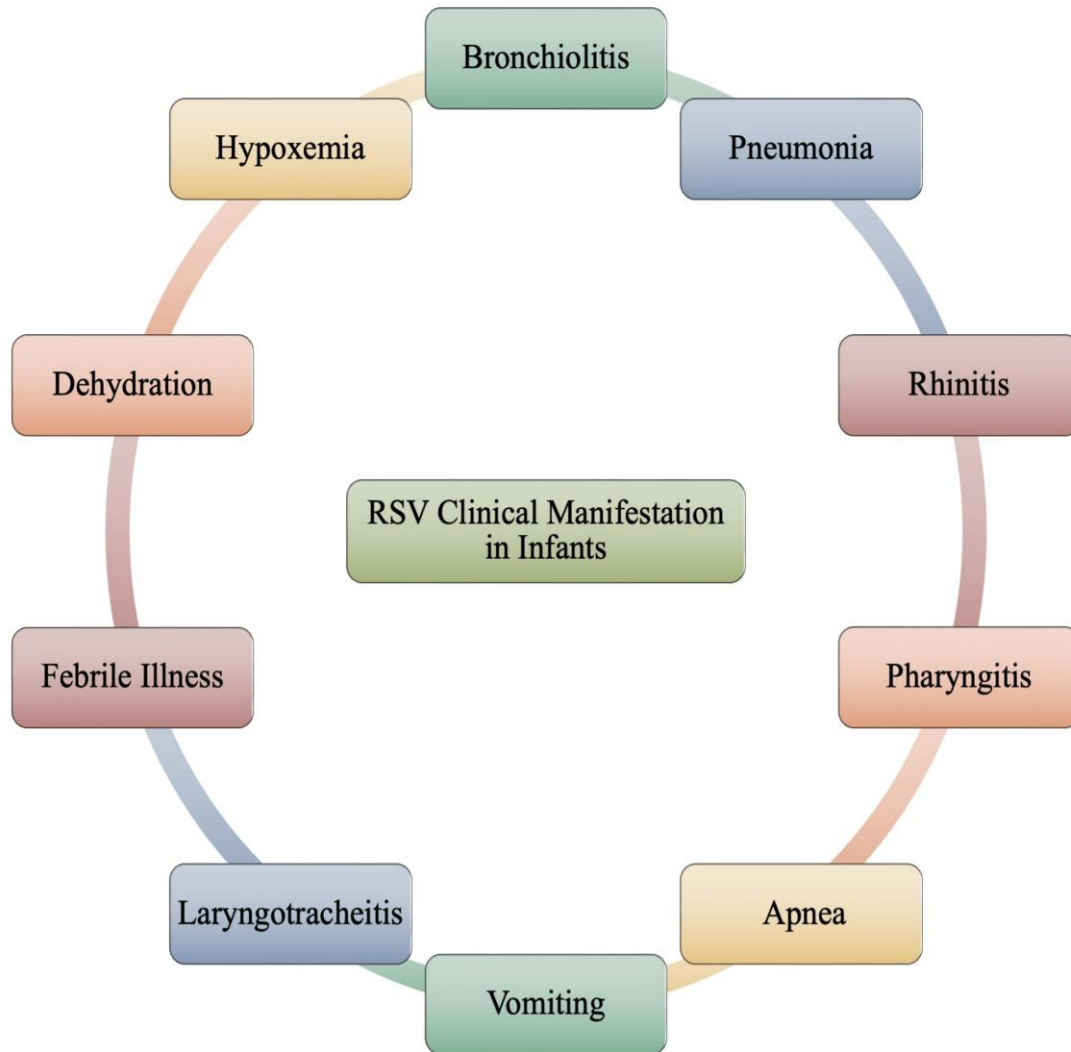 Bronchiolitis
Pneumonia
Rhinitis
Pharyngitis
Apnea
Vomiting
Laryngotracheitis
Febrile Illness
Dehydration
Hypoxemia
RSV Clinical Manifestation
in Infants